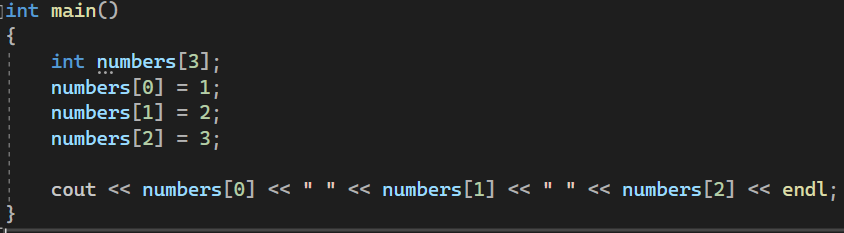 int main()
{
    int numbers[3];
    numbers[0] = 1;
    numbers[1] = 2;
    numbers[2] = 3;

    cout << numbers[0] << " " << numbers[1] << " " << numbers[2] << endl;
}